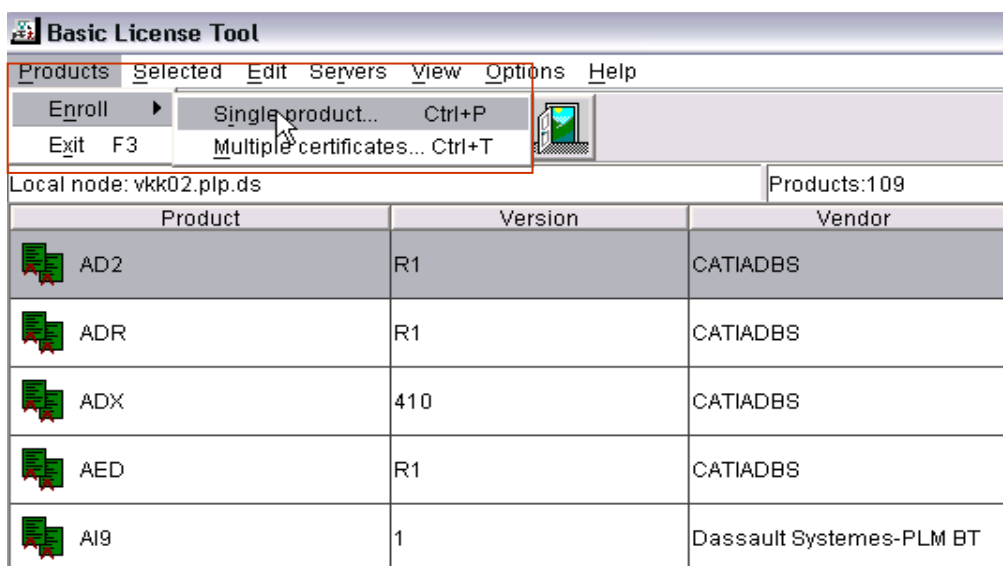 Basic License Tool
Products Selected Edit Servers View Options Help
Enroll
Single product... Ctrl+P
Exit F3
Multiple certificates... Ctrl+T
Local node: vkk02.plp.ds Products:109
Product Version Vendor
AD2 R1 CATIADBS
ADR R1 CATIADBS
ADX 410 CATIADBS
AED R1 CATIADBS
AI9 1 Dassault Systemes-PLM BT